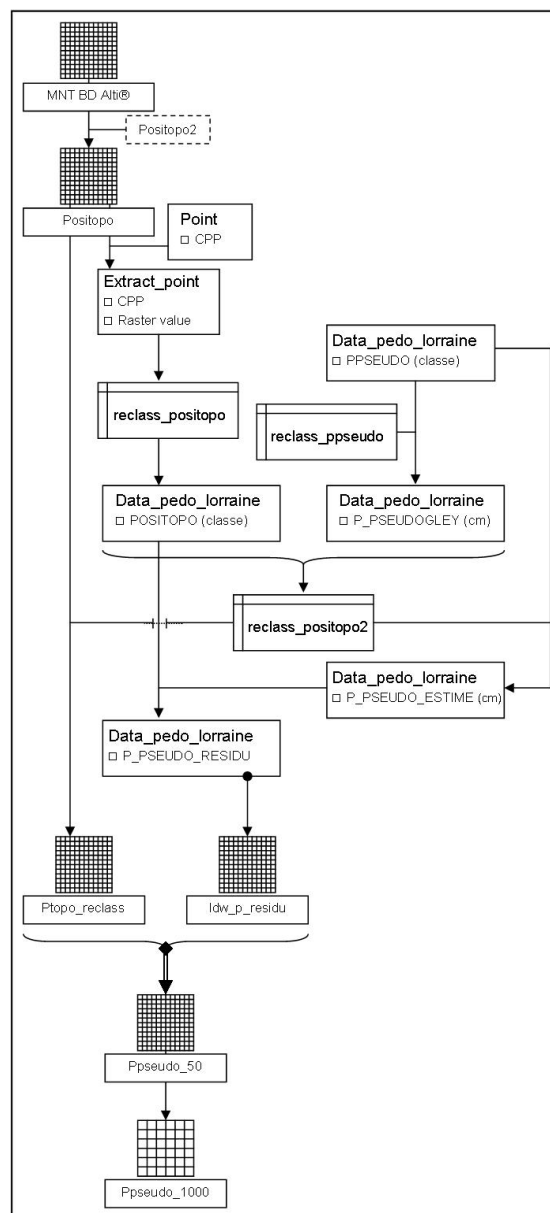 MNT BD Alti®
Positopo2
Positopo
Point
□ CPP
Extract_point
□ CPP
□ Raster value
Data_pedo_lorraine
□ PPSEUDO (classe)
reclass_positopo
reclass_ppseudo
Data_pedo_lorraine
□ POSITOPO (classe)
Data_pedo_lorraine
□ P_PSEUDOGLEY (cm)
reclass_positopo2
Data_pedo_lorraine
□ P_PSEUDO_ESTIME (cm)
Data_pedo_lorraine
□ P_PSEUDO_RESIDU
Ptopo_reclass
Idw_p_residu
Ppseudo_50
Ppseudo_1000